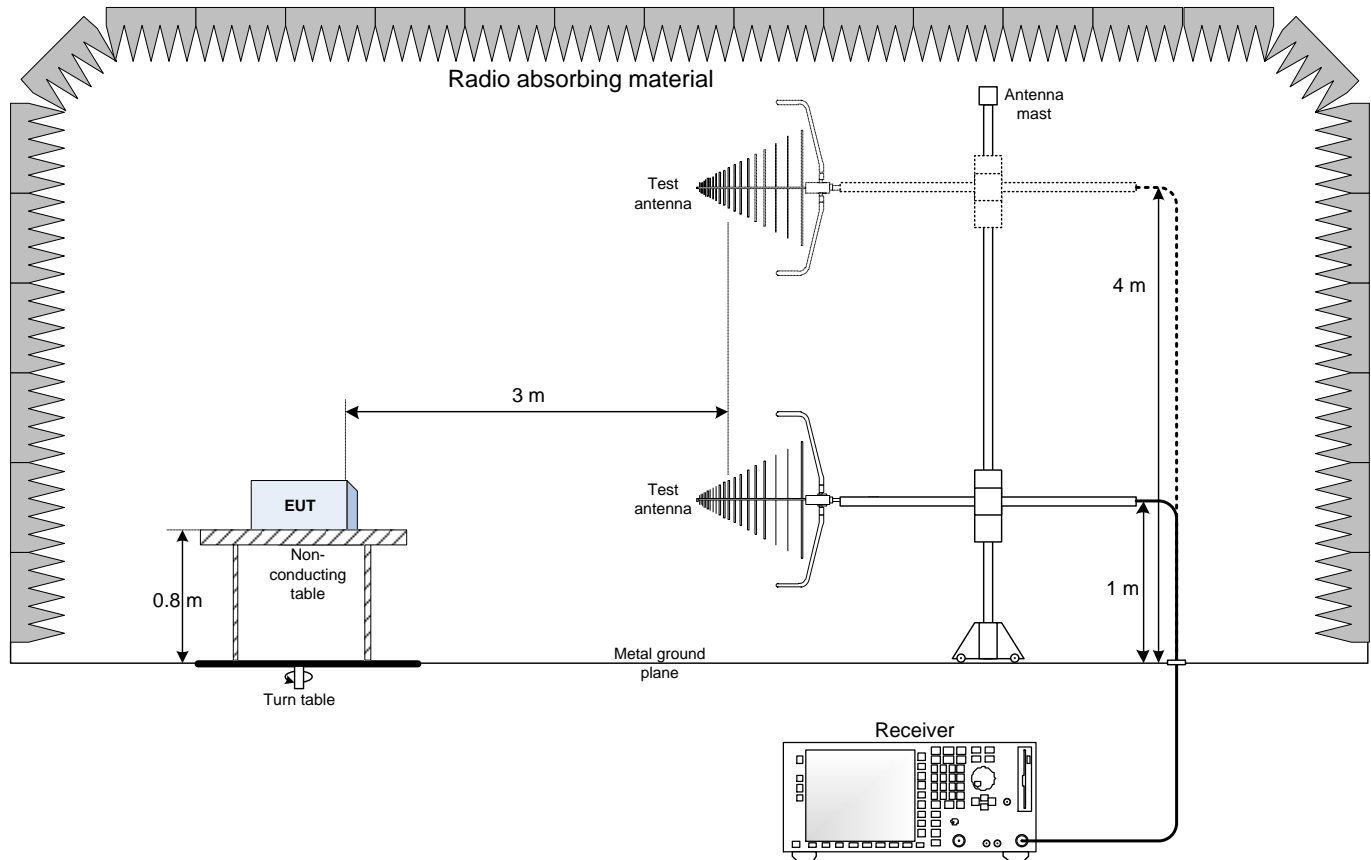 Radio absorbing material
Antenna
mast
Test
antenna
4 m
3 m
Test
antenna
EUT
Non-
conducting
table
0.8 m
1 m
Metal ground
plane
Turn table
Receiver